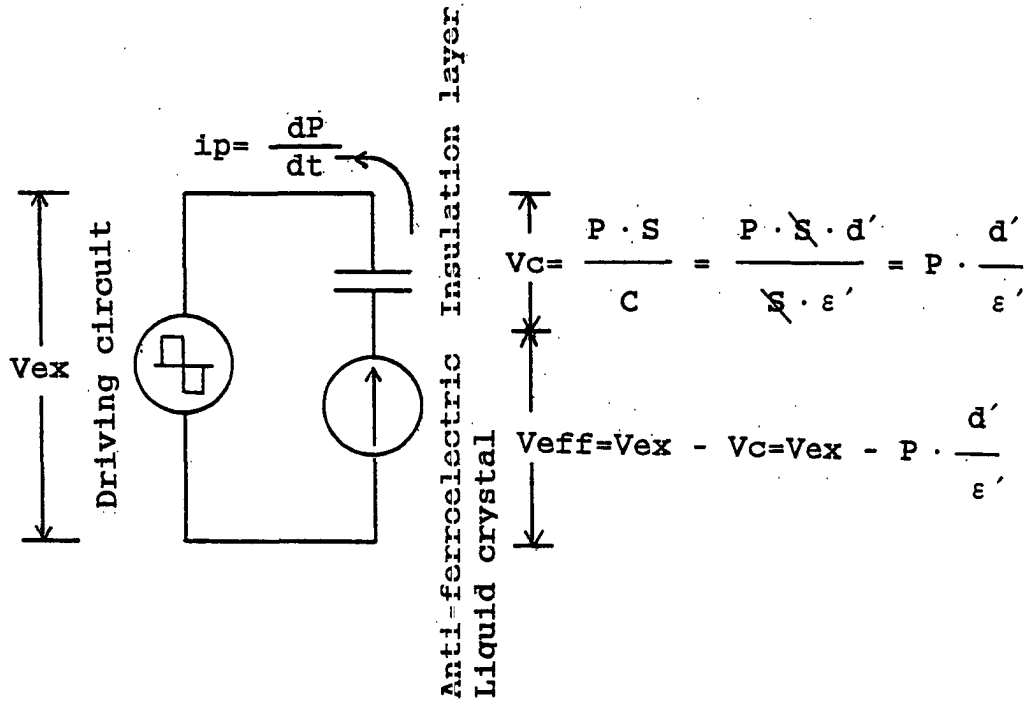 ip= dP/dt
Vex
Driving circuit
Insulation layer
Anti-ferroelectric
Liquid crystal
Vc= P · S / C = P · S · d′ / S · ε′ = P · d′ / ε′
Veff=Vex - Vc=Vex - P · d′ / ε′